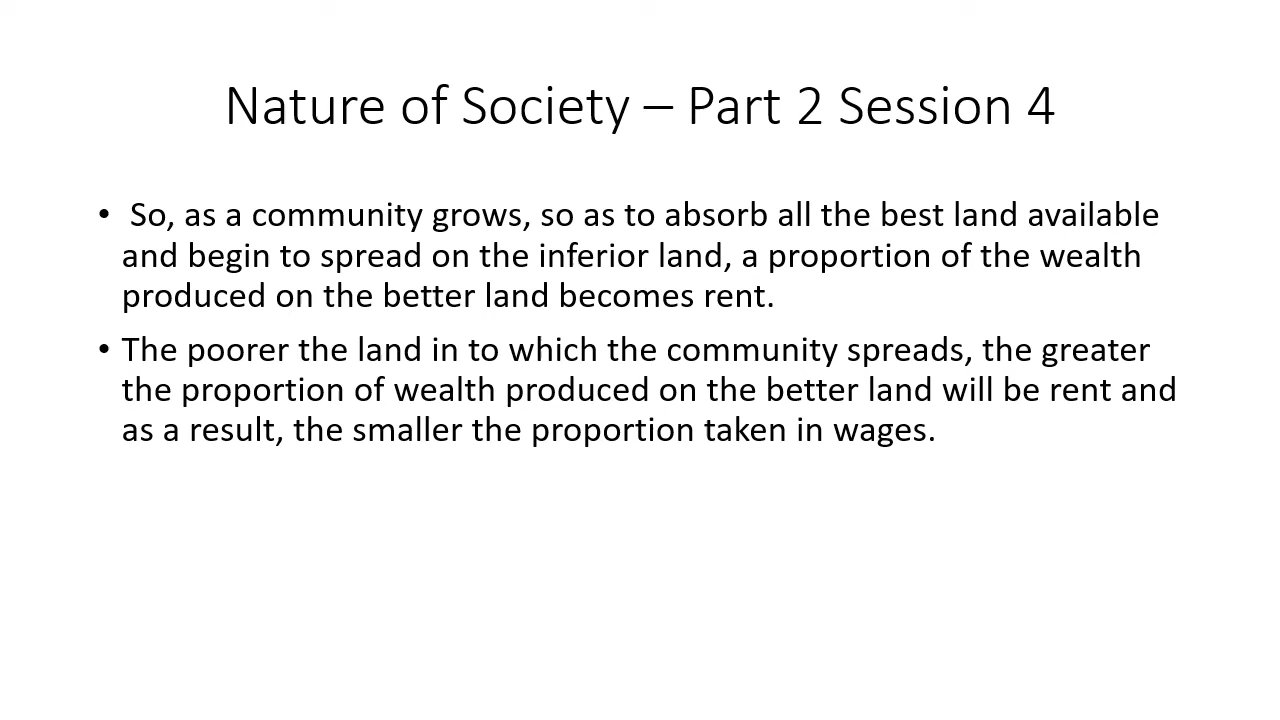 Nature of Society – Part 2 Session 4
• So, as a community grows, so as to absorb all the best land available
and begin to spread on the inferior land, a proportion of the wealth
produced on the better land becomes rent.
• The poorer the land in to which the community spreads, the greater
the proportion of wealth produced on the better land will be rent and
as a result, the smaller the proportion taken in wages.